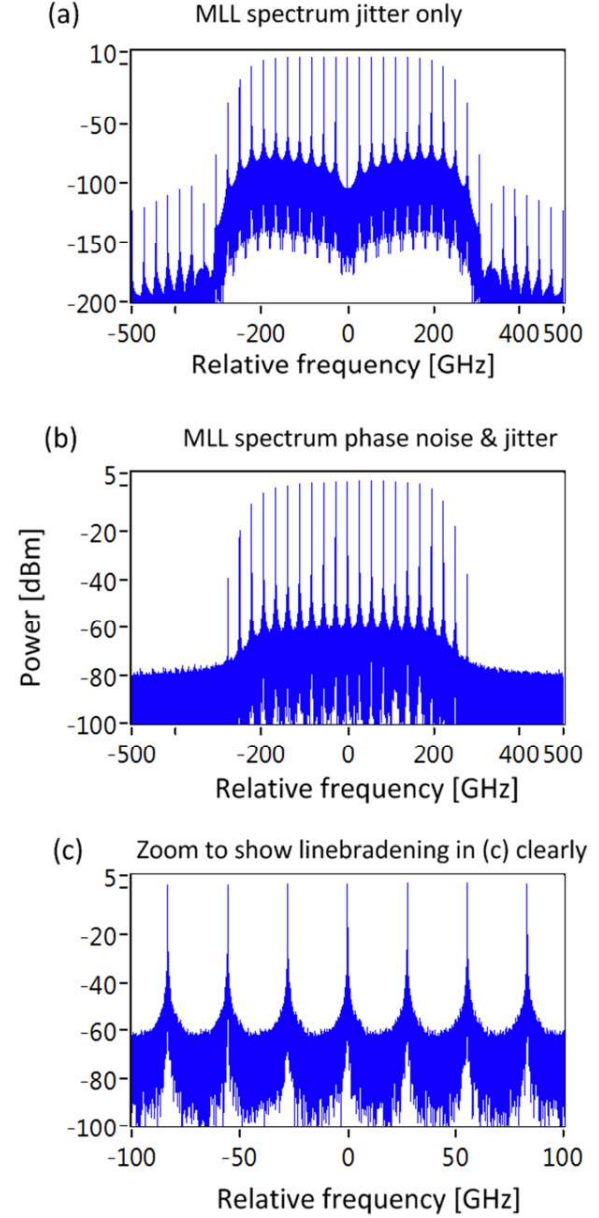 (a) MLL spectrum jitter only
10
-50
-100
-150
-200
-500 -200 0 200 400 500
Relative frequency [GHz]
(b) MLL spectrum phase noise & jitter
5
-20
-40
-60
-80
-100
Power [dBm]
-500 -200 0 200 400 500
Relative frequency [GHz]
(c) Zoom to show linebradening in (c) clearly
5
-20
-40
-60
-80
-100
-100 -50 0 50 100
Relative frequency [GHz]